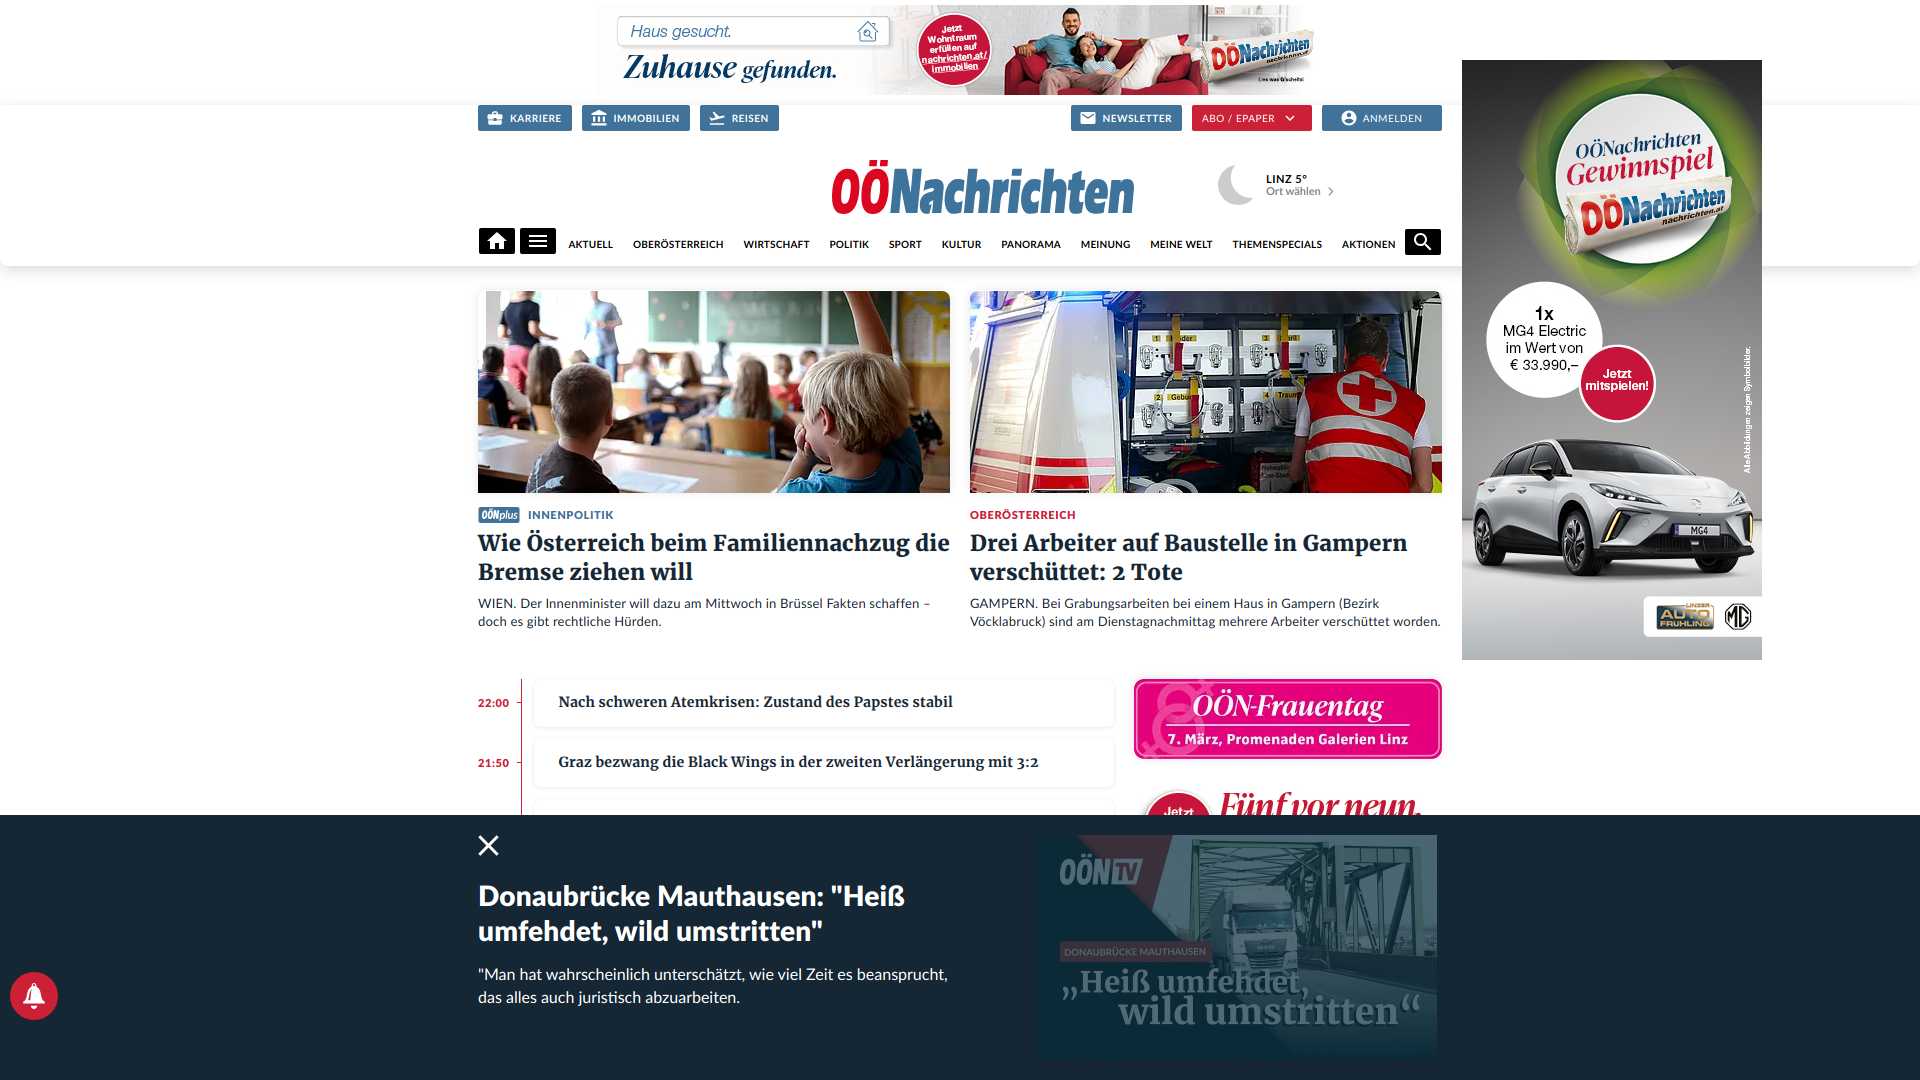 Haus gesucht.
Zuhause gefunden.
Jetzt
Wohntraum
erfüllen auf
nachrichten.at/
immobilien
OÖNachrichten
nachrichten.at
Lies was G'scheits!
KARRIERE
IMMOBILIEN
REISEN
NEWSLETTER
ABO / EPAPER
ANMELDEN
OÖNachrichten
LINZ 5°
Ort wählen
AKTUELL
OBERÖSTERREICH
WIRTSCHAFT
POLITIK
SPORT
KULTUR
PANORAMA
MEINUNG
MEINE WELT
THEMENSPECIALS
AKTIONEN
OÖNachrichten
Gewinnspiel
OÖNachrichten
nachrichten.at
1x
MG4 Electric
im Wert von
€ 33.990,–
Jetzt
mitspielen!
Alle Abbildungen zeigen Symbolbilder.
MG4
LINZER
AUTO
FRÜHLING
MG
OÖNplus INNENPOLITIK
Wie Österreich beim Familiennachzug die
Bremse ziehen will
WIEN. Der Innenminister will dazu am Mittwoch in Brüssel Fakten schaffen –
doch es gibt rechtliche Hürden.
OBERÖSTERREICH
Drei Arbeiter auf Baustelle in Gampern
verschüttet: 2 Tote
GAMPERN. Bei Grabungsarbeiten bei einem Haus in Gampern (Bezirk
Vöcklabruck) sind am Dienstagnachmittag mehrere Arbeiter verschüttet worden.
22:00
Nach schweren Atemkrisen: Zustand des Papstes stabil
21:50
Graz bezwang die Black Wings in der zweiten Verlängerung mit 3:2
OÖN-Frauentag
7. März, Promenaden Galerien Linz
Jetzt
Fünf vor neun.
Donaubrücke Mauthausen: "Heiß
umfehdet, wild umstritten"
"Man hat wahrscheinlich unterschätzt, wie viel Zeit es beansprucht,
das alles auch juristisch abzuarbeiten.
OÖN TV
DONAUBRÜCKE MAUTHAUSEN
„Heiß umfehdet,
wild umstritten“